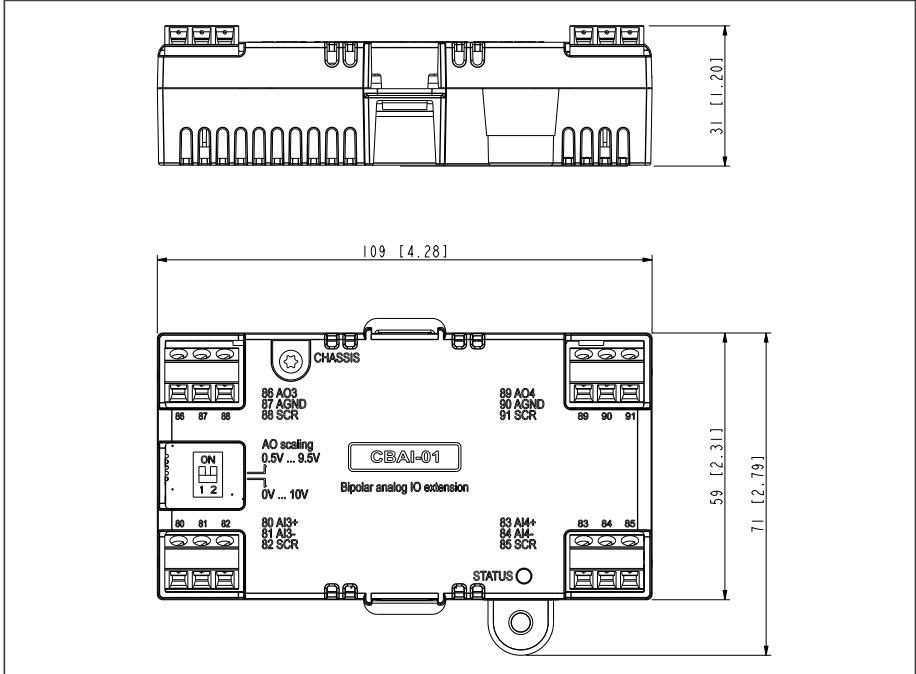 31 [1.20]
109 [4.28]
CHASSIS
86 AO3
87 AGND
88 SCR
89 AO4
90 AGND
91 SCR
86 87 88
89 90 91
AO scaling
0.5V ... 9.5V
ON
1 2
0V ... 10V
CBAI-01
Bipolar analog IO extension
59 [2.31]
71 [2.79]
80 81 82
80 AI3+
81 AI3-
82 SCR
83 AI4+
84 AI4-
85 SCR
83 84 85
STATUS